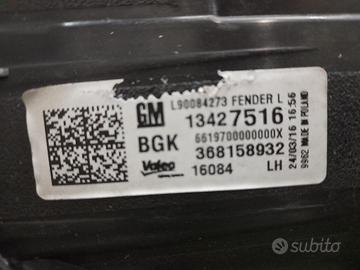 L90084273 FENDER L
GM
13427516
BGK
6619700000000X
368158932
Valeo
16084
LH
24/03/16 16:56
9962 MADE IN POLAND
subito